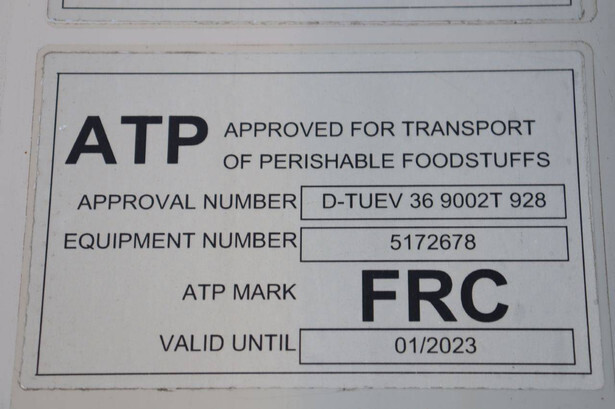 ATP APPROVED FOR TRANSPORT
OF PERISHABLE FOODSTUFFS
APPROVAL NUMBER D-TUEV 36 9002T 928
EQUIPMENT NUMBER 5172678
ATP MARK FRC
VALID UNTIL 01/2023